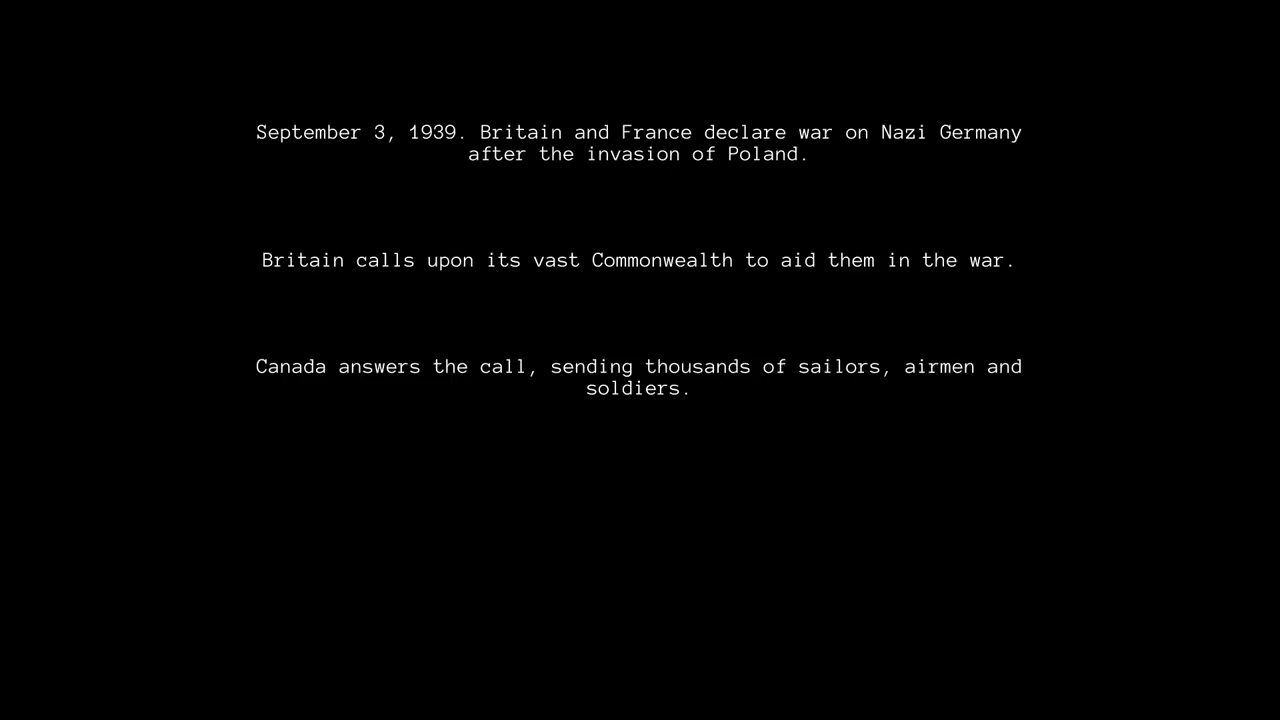 September 3, 1939. Britain and France declare war on Nazi Germany
after the invasion of Poland.
Britain calls upon its vast Commonwealth to aid them in the war.
Canada answers the call, sending thousands of sailors, airmen and
soldiers.